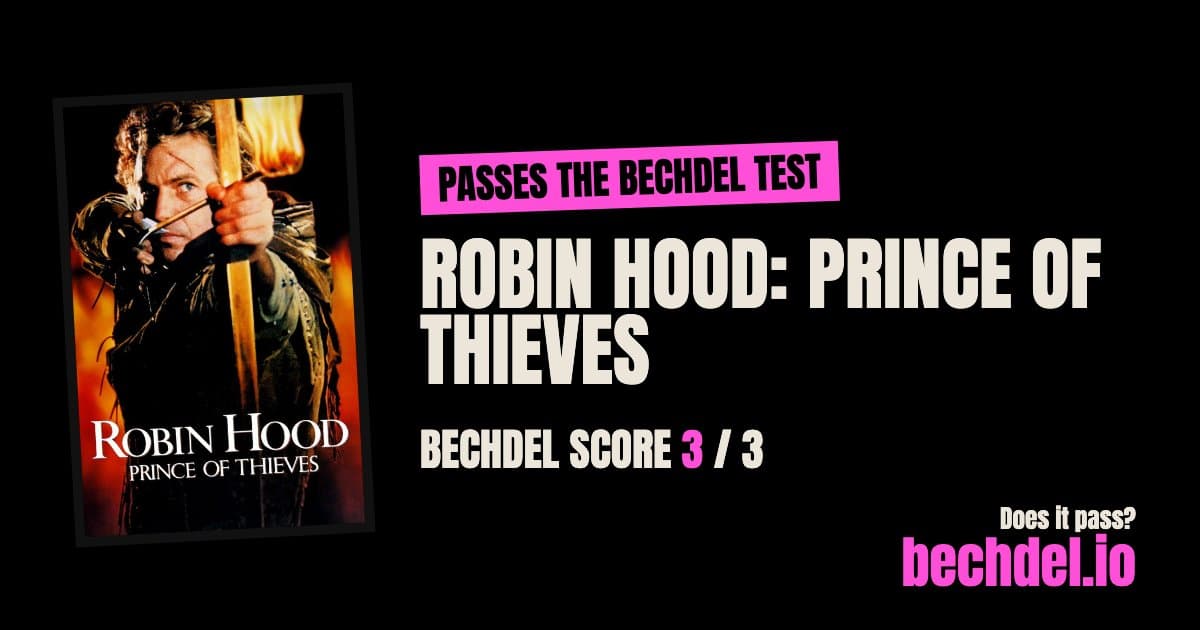 ROBIN HOOD
PRINCE OF THIEVES
PASSES THE BECHDEL TEST
ROBIN HOOD: PRINCE OF
THIEVES
BECHDEL SCORE 3 / 3
Does it pass?
bechdel.io